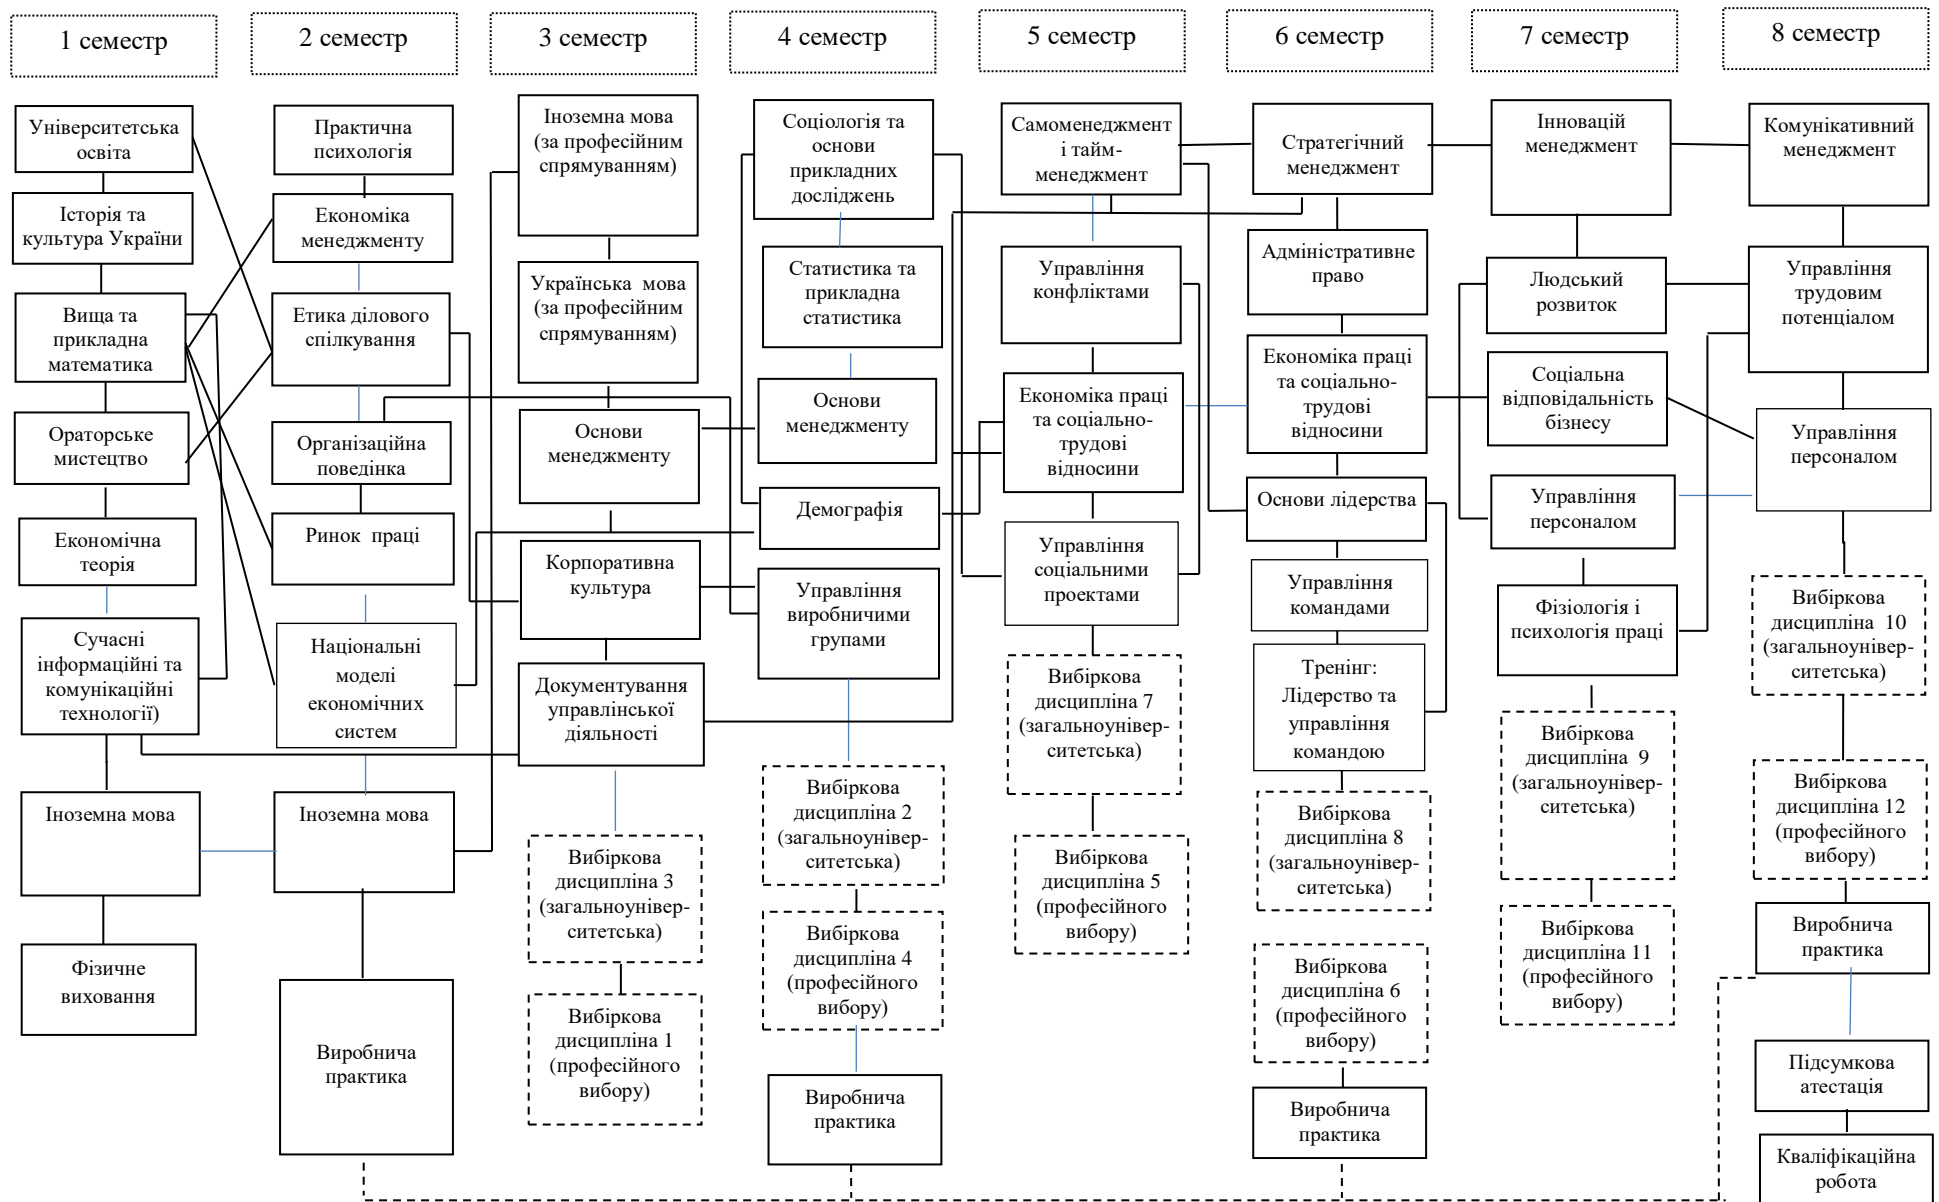 1 семестр
2 семестр
3 семестр
4 семестр
5 семестр
6 семестр
7 семестр
8 семестр
Університетська
освіта
Історія та
культура України
Вища та
прикладна
математика
Ораторське
мистецтво
Економічна
теорія
Сучасні
інформаційні та
комунікаційні
технології)
Іноземна мова
Фізичне
виховання
Практична
психологія
Економіка
менеджменту
Етика ділового
спілкування
Організаційна
поведінка
Ринок праці
Національні
моделі
економічних
систем
Іноземна мова
Виробнича
практика
Іноземна мова
(за професійним
спрямуванням)
Українська мова
(за професійним
спрямуванням)
Основи
менеджменту
Корпоративна
культура
Документування
управлінської
діяльності
Вибіркова
дисципліна 3
(загальноунівер-
ситетська)
Вибіркова
дисципліна 1
(професійного
вибору)
Соціологія та
основи
прикладних
досліджень
Статистика та
прикладна
статистика
Основи
менеджменту
Демографія
Управління
виробничими
групами
Вибіркова
дисципліна 2
(загальноунівер-
ситетська)
Вибіркова
дисципліна 4
(професійного
вибору)
Виробнича
практика
Самоменеджмент
і тайм-
менеджмент
Управління
конфліктами
Економіка праці
та соціально-
трудові
відносини
Управління
соціальними
проектами
Вибіркова
дисципліна 7
(загальноунівер-
ситетська)
Вибіркова
дисципліна 5
(професійного
вибору)
Стратегічний
менеджмент
Адміністративне
право
Економіка праці
та соціально-
трудові
відносини
Основи лідерства
Управління
командами
Тренінг:
Лідерство та
управління
командою
Вибіркова
дисципліна 8
(загальноунівер-
ситетська)
Вибіркова
дисципліна 6
(професійного
вибору)
Виробнича
практика
Інновацій
менеджмент
Людський
розвиток
Соціальна
відповідальність
бізнесу
Управління
персоналом
Фізіологія і
психологія праці
Вибіркова
дисципліна 9
(загальноунівер-
ситетська)
Вибіркова
дисципліна 11
(професійного
вибору)
Комунікативний
менеджмент
Управління
трудовим
потенціалом
Управління
персоналом
Вибіркова
дисципліна 10
(загальноунівер-
ситетська)
Вибіркова
дисципліна 12
(професійного
вибору)
Виробнича
практика
Підсумкова
атестація
Кваліфікаційна
робота